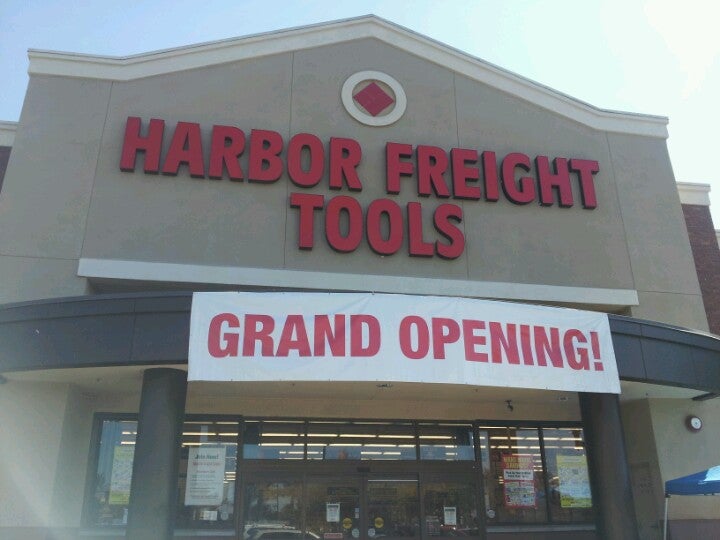 HARBOR FREIGHT
TOOLS
GRAND OPENING!